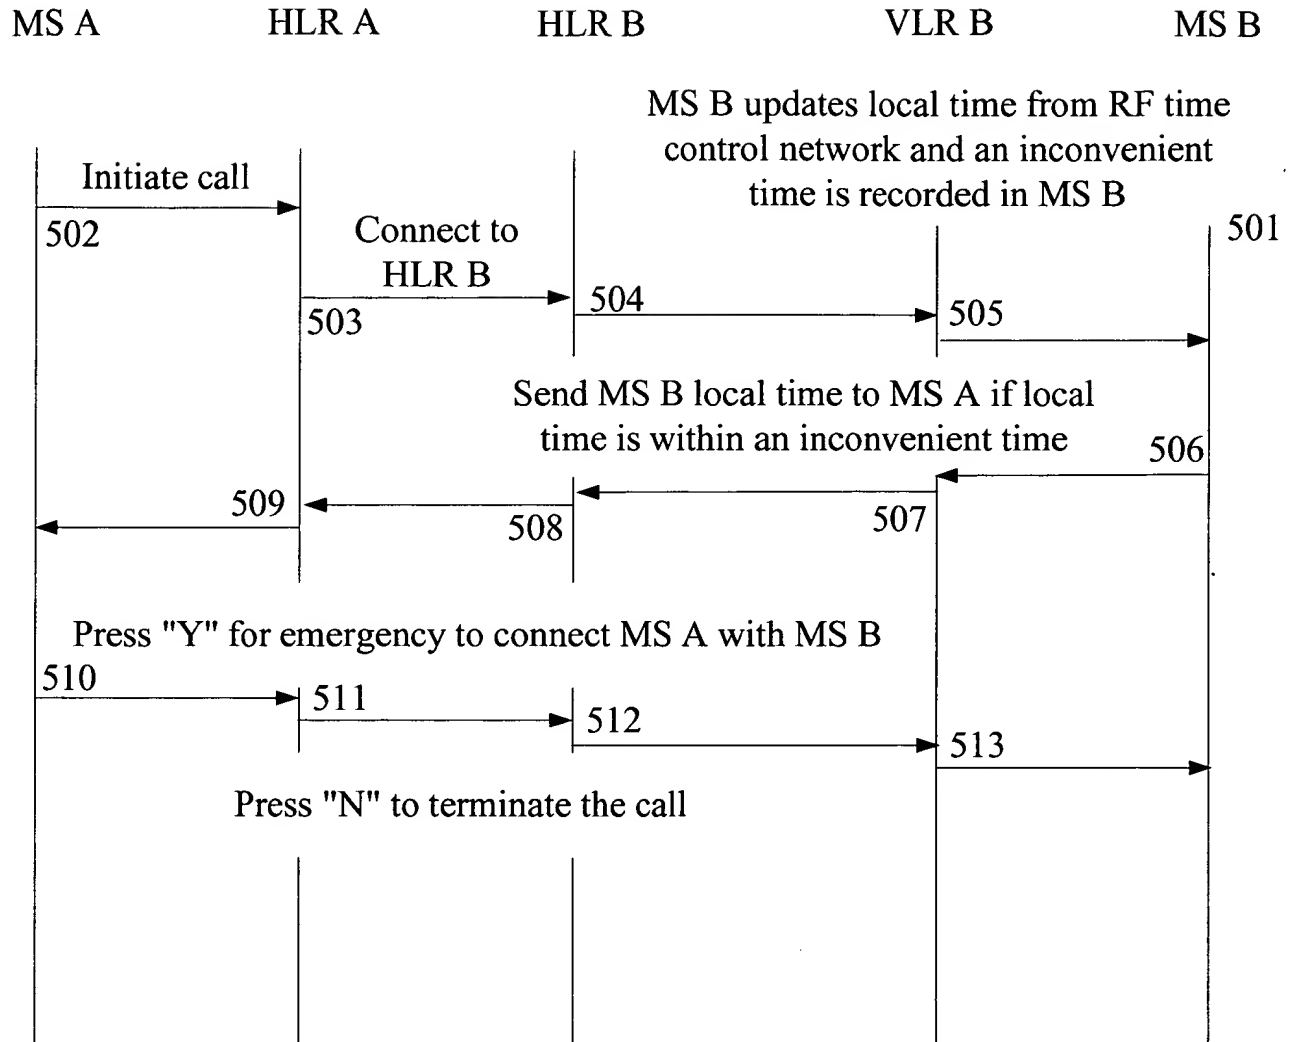 MS A HLR A HLR B VLR B MS B
MS B updates local time from RF time
control network and an inconvenient
time is recorded in MS B
Initiate call
502
501
Connect to
HLR B
503
504
505
Send MS B local time to MS A if local
time is within an inconvenient time
506
509
508
507
Press "Y" for emergency to connect MS A with MS B
510
511
512
513
Press "N" to terminate the call